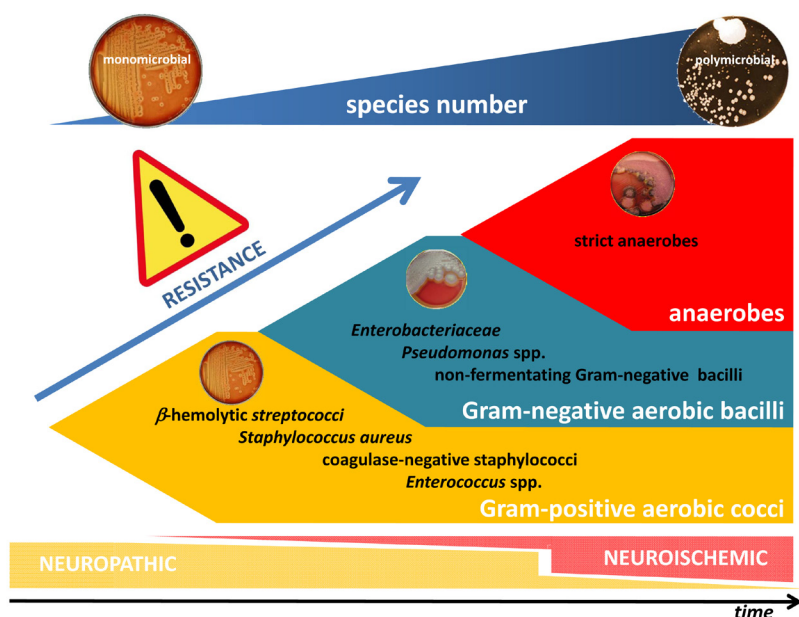 monomicrobial
polymicrobial
species number
RESISTANCE
strict anaerobes
anaerobes
Enterobacteriaceae
Pseudomonas spp.
non-fermentating Gram-negative bacilli
Gram-negative aerobic bacilli
β-hemolytic streptococci
Staphylococcus aureus
coagulase-negative staphylococci
Enterococcus spp.
Gram-positive aerobic cocci
NEUROPATHIC
NEUROISCHEMIC
time